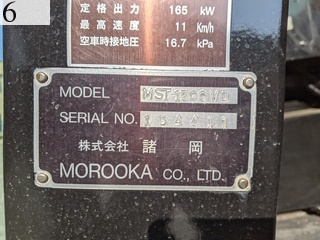 6
定格出力 165 kW
最高速度 11 Km/h
空車時接地圧 16.7 kPa
MODEL
SERIAL NO.
株式会社 諸岡
MOROOKA CO., LTD.